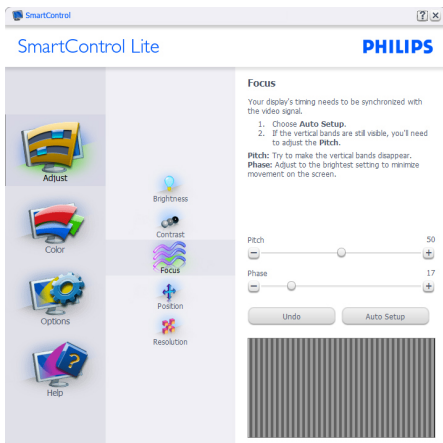 SmartControl
? ×
SmartControl Lite
PHILIPS
Adjust
Color
Options
Help
Brightness
Contrast
Focus
Position
Resolution
Focus
Your display's timing needs to be synchronized with
the video signal.
1. Choose Auto Setup.
2. If the vertical bands are still visible, you'll need
to adjust the Pitch.
Pitch: Try to make the vertical bands disappear.
Phase: Adjust to the brightest setting to minimize
movement on the screen.
Pitch 50
Phase 17
Undo Auto Setup